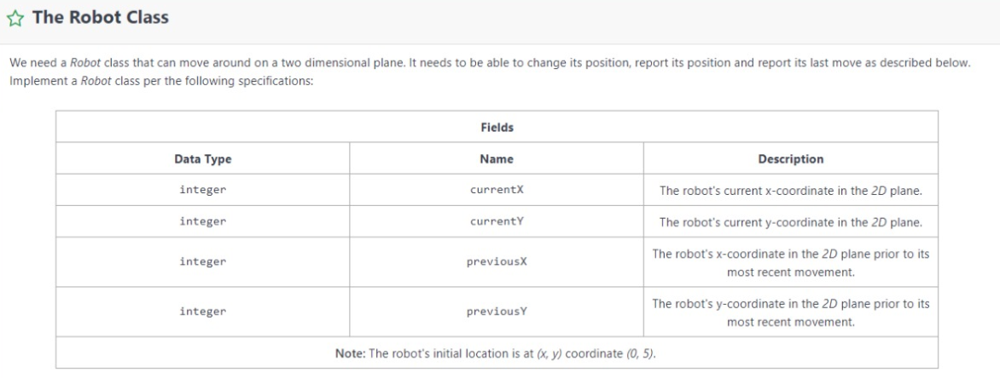 The Robot Class
We need a Robot class that can move around on a two dimensional plane. It needs to be able to change its position, report its position and report its last move as described below.
Implement a Robot class per the following specifications:
Fields
Data Type Name Description
integer currentX The robot's current x-coordinate in the 2D plane.
integer currentY The robot's current y-coordinate in the 2D plane.
integer previousX The robot's x-coordinate in the 2D plane prior to its
most recent movement.
integer previousY The robot's y-coordinate in the 2D plane prior to its
most recent movement.
Note: The robot's initial location is at (x, y) coordinate (0, 5).